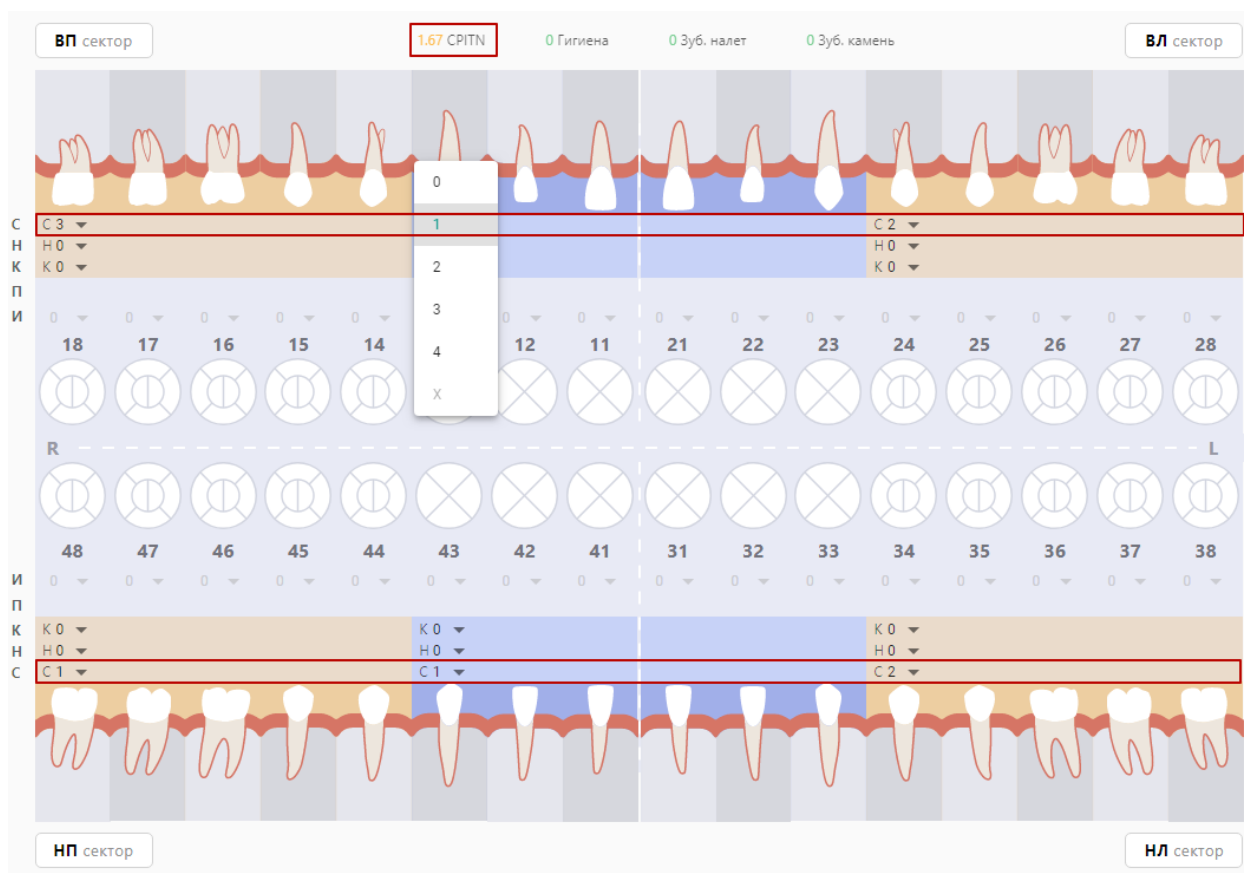 ВП сектор 1.67 CPITN 0 Гигиена 0 Зуб. налет 0 Зуб. камень ВЛ сектор
0
С С 3 1 С 2
Н Н 0 Н 0
К К 0 2 К 0
П
3
И 0 0 0 0 0 0 0 0 0 0 0 0 0 0 0
18 17 16 15 14 4 12 11 21 22 23 24 25 26 27 28
X
R L
48 47 46 45 44 43 42 41 31 32 33 34 35 36 37 38
И 0 0 0 0 0 0 0 0 0 0 0 0 0 0 0 0
П
К К 0 К 0 К 0
Н Н 0 Н 0 Н 0
С С 1 С 1 С 2
НП сектор НЛ сектор